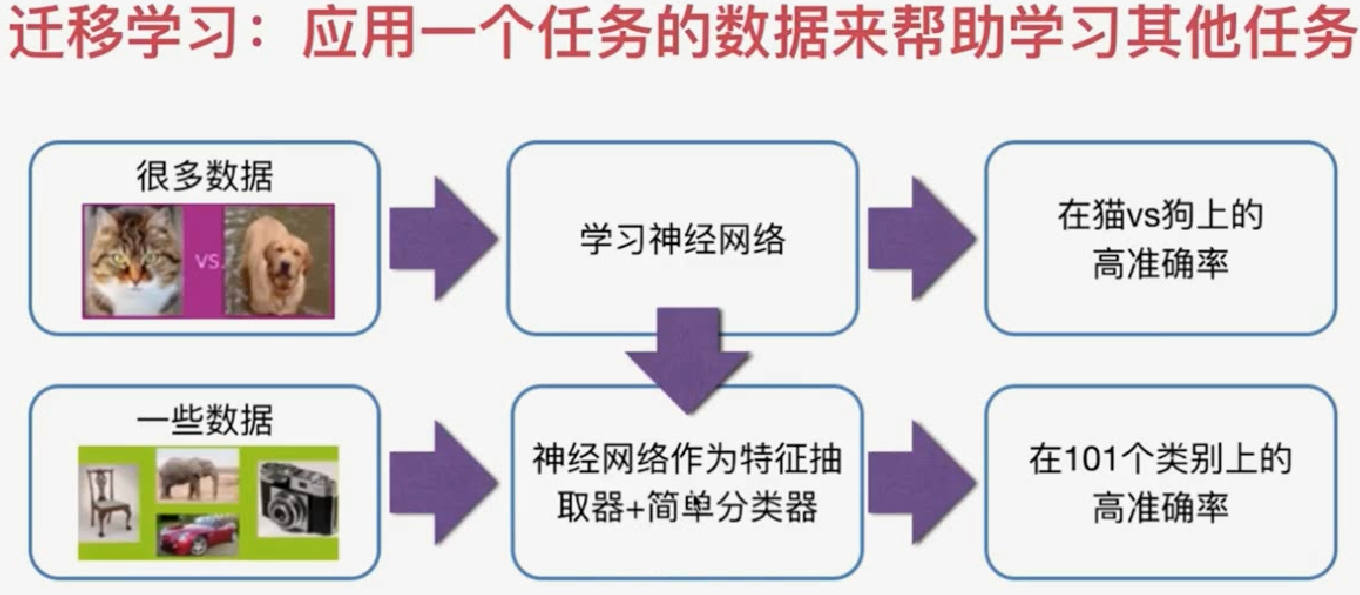 迁移学习：应用一个任务的数据来帮助学习其他任务
很多数据
vs.
学习神经网络
在猫vs狗上的
高准确率
一些数据
神经网络作为特征抽
取器+简单分类器
在101个类别上的
高准确率